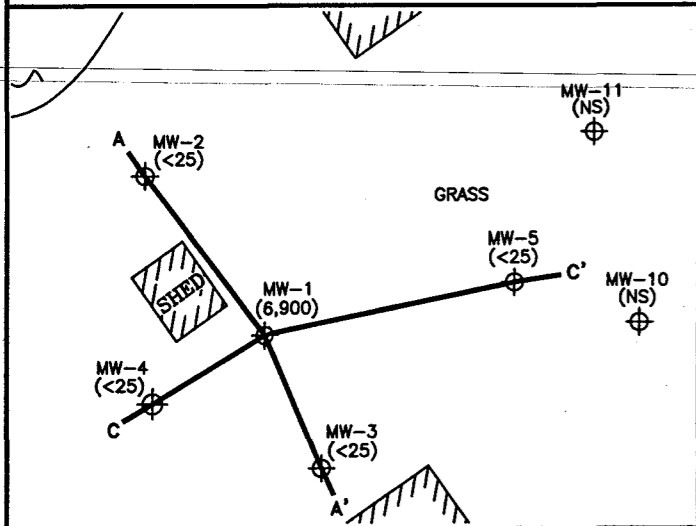 MW-11
(NS)
A
MW-2
(<25)
GRASS
MW-5
(<25)
C'
MW-10
(NS)
SHED
MW-1
(6,900)
MW-4
(<25)
C
MW-3
(<25)
A'